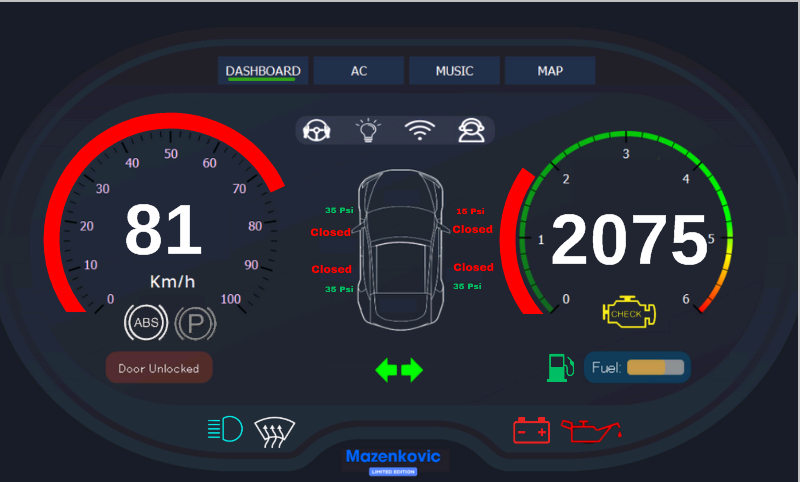 DASHBOARD
AC
MUSIC
MAP
0
10
20
30
40
50
60
70
80
90
100
81
Km/h
ABS
P
Door Unlocked
35 Psi
15 Psi
Closed
Closed
Closed
Closed
35 Psi
35 Psi
0
1
2
3
4
5
6
2075
CHECK
Fuel:
Mazenkovic
LIMITED EDITION